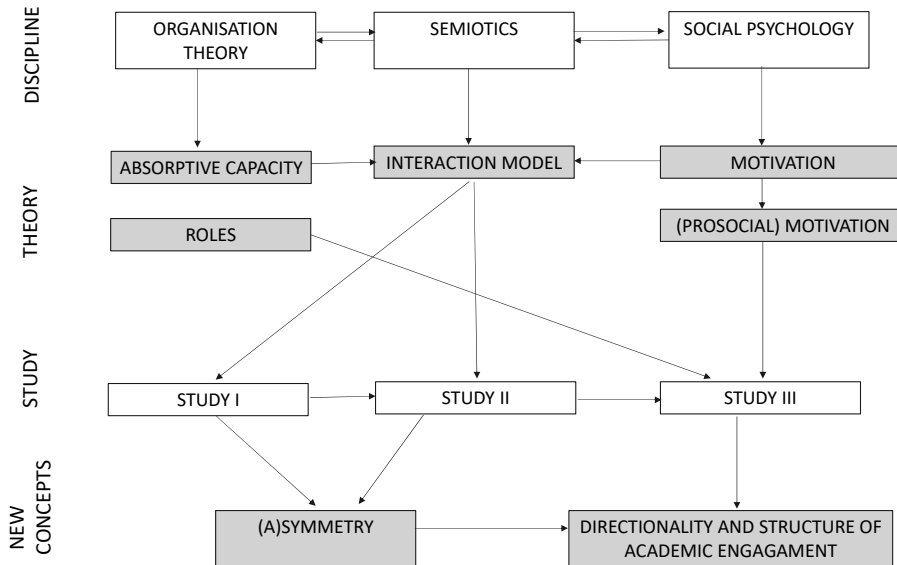 DISCIPLINE
ORGANISATION
THEORY
SEMIOTICS
SOCIAL PSYCHOLOGY
THEORY
ABSORPTIVE CAPACITY
INTERACTION MODEL
MOTIVATION
ROLES
(PROSOCIAL) MOTIVATION
STUDY
STUDY I
STUDY II
STUDY III
NEW
CONCEPTS
(A)SYMMETRY
DIRECTIONALITY AND STRUCTURE OF
ACADEMIC ENGAGAMENT